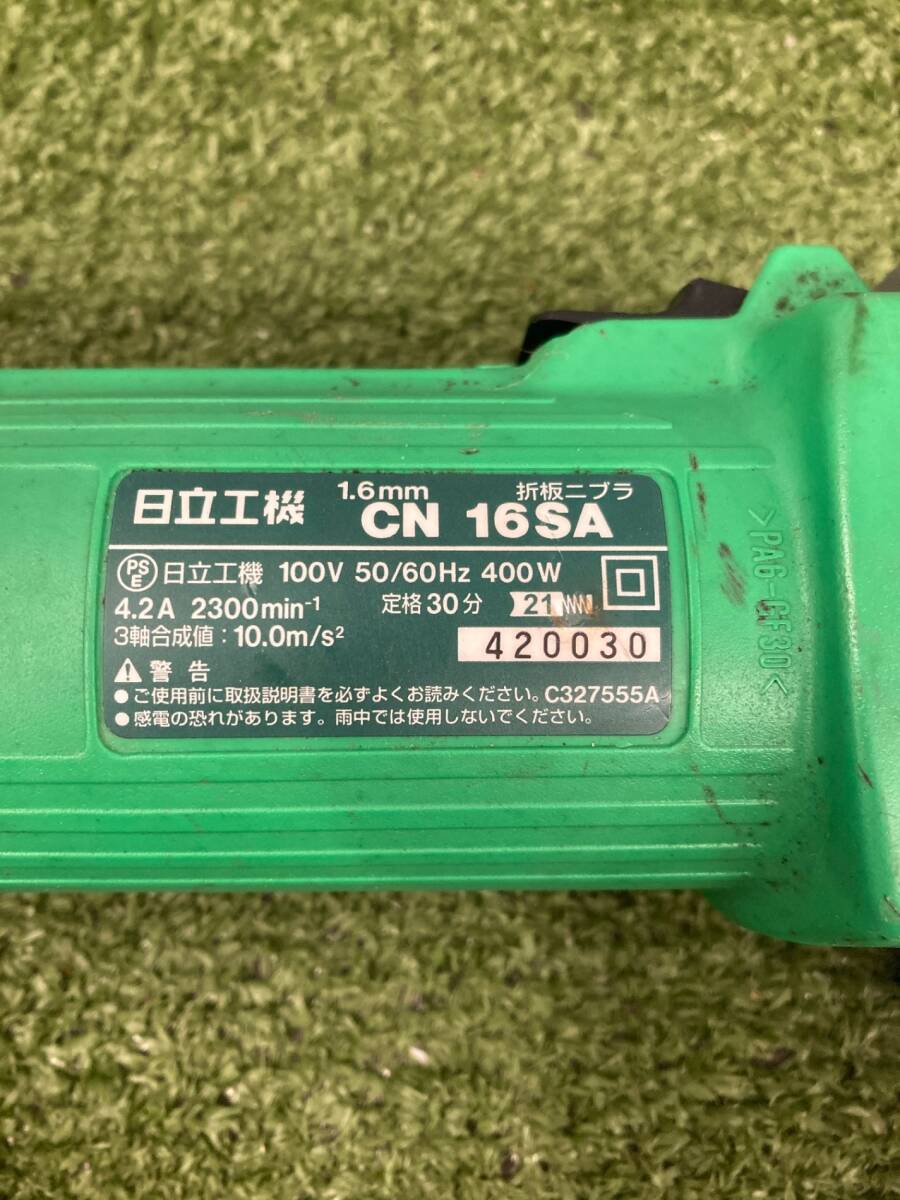 日立工機 1.6mm 折板ニブラ
CN 16SA
PSE 日立工機 100V 50/60Hz 400W
4.2A 2300min⁻¹ 定格30分 21
3軸合成値：10.0m/s²
420030
警告
●ご使用前に取扱説明書を必ずよくお読みください。C327555A
●感電の恐れがあります。雨中では使用しないでください。
>PA6-GF30<